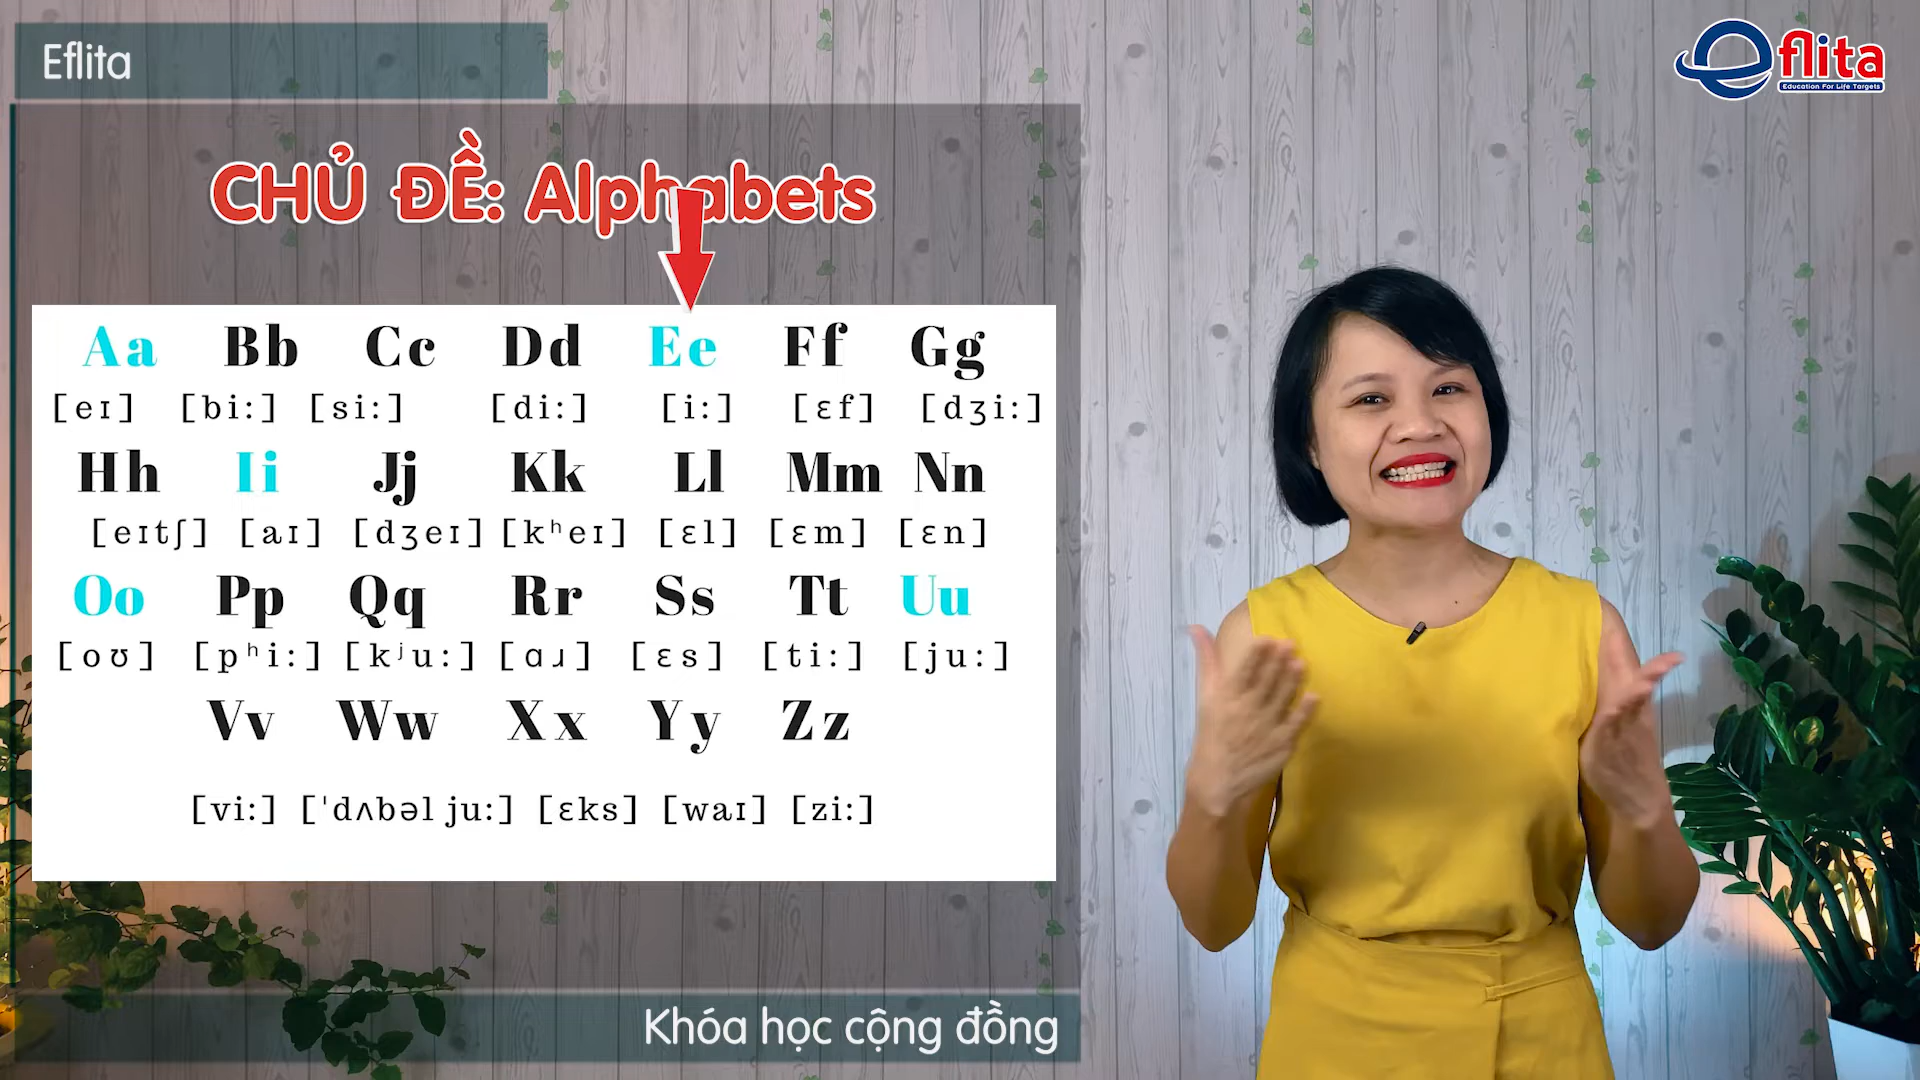 Eflita
eflita
Education For Life Targets
CHỦ ĐỀ: Alphabets
Aa Bb Cc Dd Ee Ff Gg
[eɪ] [bi:] [si:] [di:] [i:] [ɛf] [dʒi:]
Hh Ii Jj Kk Ll Mm Nn
[eɪtʃ] [aɪ] [dʒeɪ] [kʰeɪ] [ɛl] [ɛm] [ɛn]
Oo Pp Qq Rr Ss Tt Uu
[oʊ] [pʰi:] [kʲu:] [ɑɹ] [ɛs] [ti:] [ju:]
Vv Ww Xx Yy Zz
[vi:] [ˈdʌbəl ju:] [ɛks] [waɪ] [zi:]
Khóa học cộng đồng